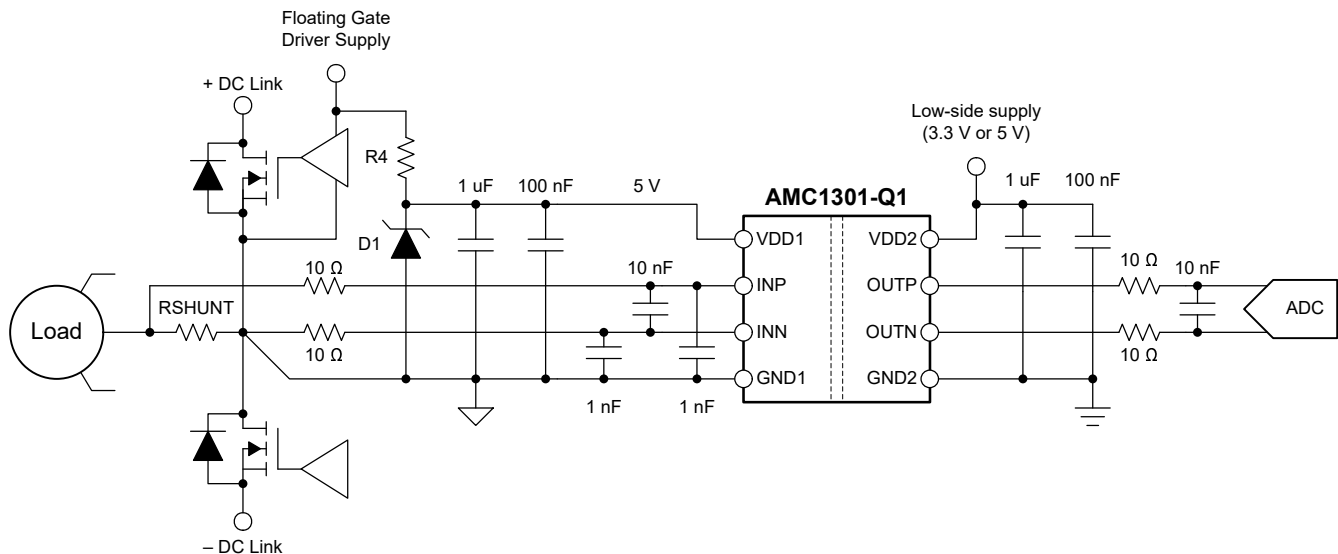 Floating Gate
Driver Supply
+ DC Link
Low-side supply
(3.3 V or 5 V)
R4
1 uF
100 nF
5 V
AMC1301-Q1
1 uF
100 nF
D1
VDD1
VDD2
10 Ω
10 nF
INP
OUTP
10 Ω
10 nF
RSHUNT
Load
INN
OUTN
ADC
10 Ω
10 Ω
GND1
GND2
1 nF
1 nF
– DC Link